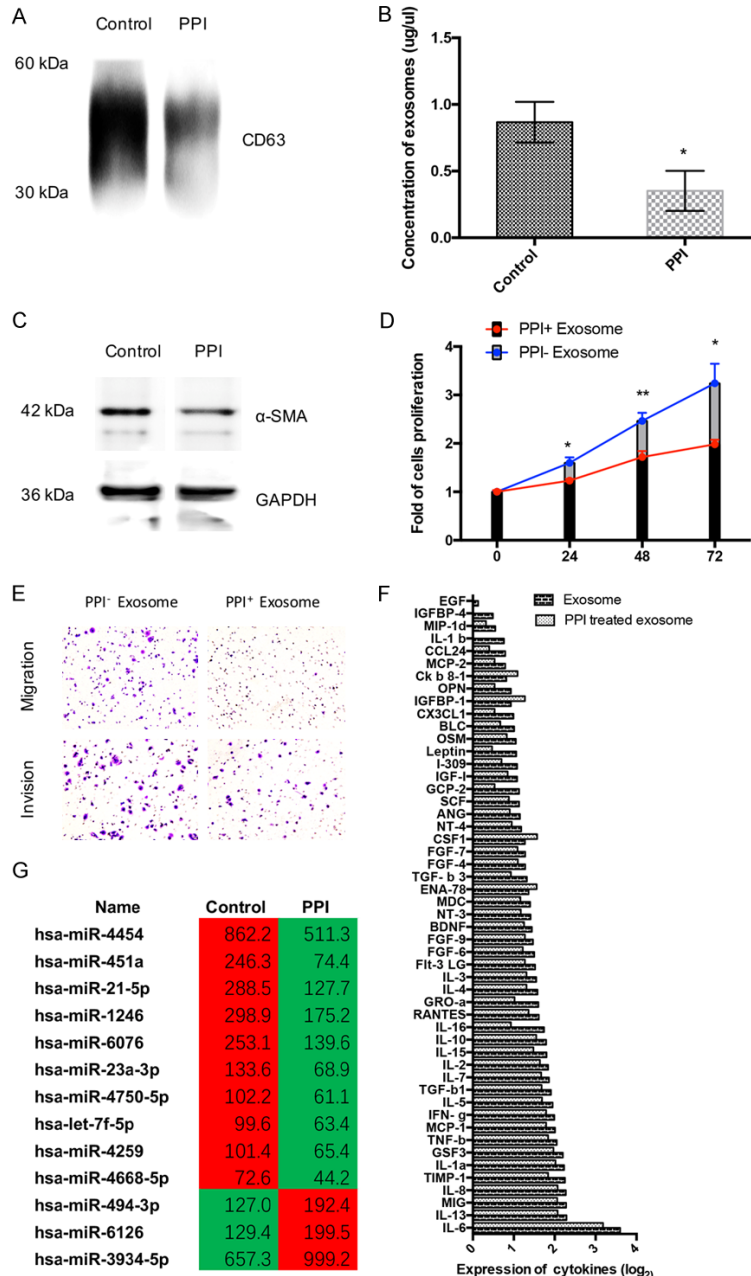 A
Control PPI
60 kDa
CD63
30 kDa
B
Concentration of exosomes (ug/ul)
1.5
1.0
0.5
0.0
*
Control
PPI
C
Control PPI
42 kDa
α-SMA
36 kDa
GAPDH
D
PPI+ Exosome
PPI- Exosome
Fold of cells proliferation
4
3
2
1
0
*
**
*
0 24 48 72
E
PPI- Exosome PPI+ Exosome
Migration
Invision
F
Exosome
PPI treated exosome
EGF
IGFBP-4
MIP-1d
IL-1 b
CCL24
MCP-2
Ck b 8-1
OPN
IGFBP-1
CX3CL1
BLC
OSM
Leptin
I-309
IGF-I
GCP-2
SCF
ANG
NT-4
CSF1
FGF-7
FGF-4
TGF- b 3
ENA-78
MDC
NT-3
BDNF
FGF-9
FGF-6
Flt-3 LG
IL-3
IL-4
GRO-a
RANTES
IL-16
IL-10
IL-15
IL-2
IL-7
TGF-b1
IL-5
IFN- g
MCP-1
TNF-b
GSF3
IL-1a
TIMP-1
IL-8
MIG
IL-13
IL-6
0 1 2 3 4
Expression of cytokines (log2)
G
Name Control PPI
hsa-miR-4454 862.2 511.3
hsa-miR-451a 246.3 74.4
hsa-miR-21-5p 288.5 127.7
hsa-miR-1246 298.9 175.2
hsa-miR-6076 253.1 139.6
hsa-miR-23a-3p 133.6 68.9
hsa-miR-4750-5p 102.2 61.1
hsa-let-7f-5p 99.6 63.4
hsa-miR-4259 101.4 65.4
hsa-miR-4668-5p 72.6 44.2
hsa-miR-494-3p 127.0 192.4
hsa-miR-6126 129.4 199.5
hsa-miR-3934-5p 657.3 999.2